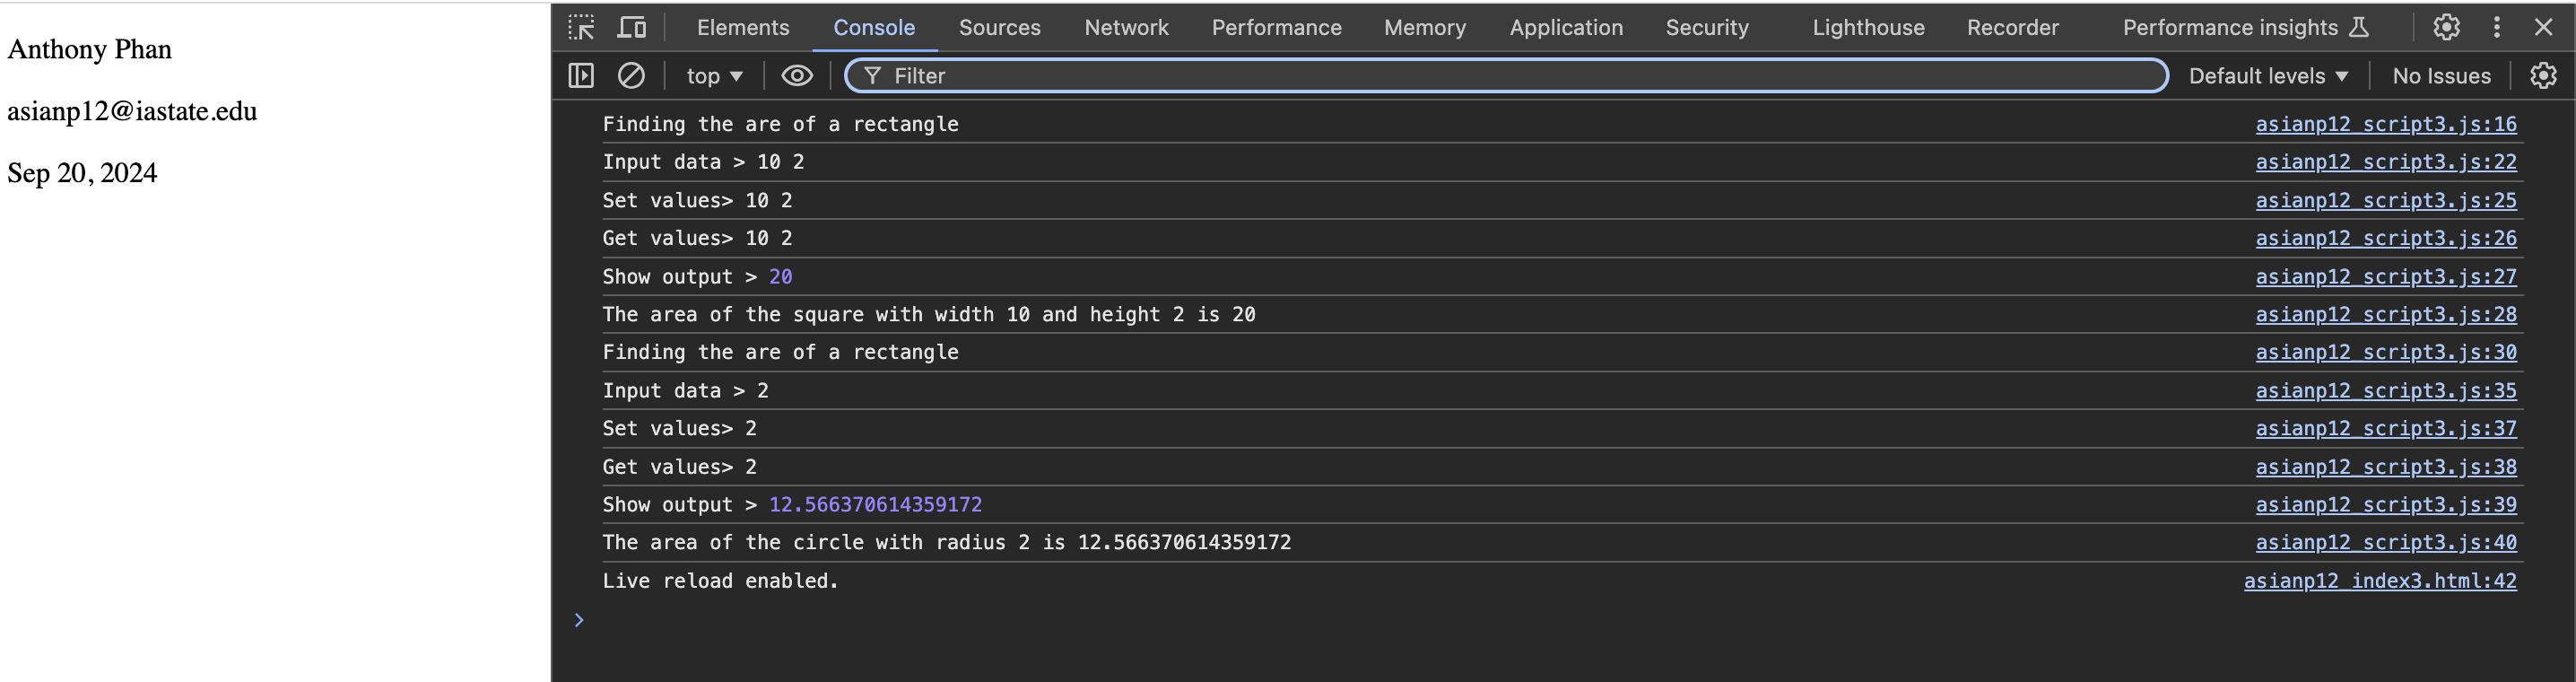 Anthony Phan
asianp12@iastate.edu
Sep 20, 2024
Elements Console Sources Network Performance Memory Application Security Lighthouse Recorder Performance insights
top Filter Default levels No Issues
Finding the are of a rectangle asianp12_script3.js:16
Input data > 10 2 asianp12_script3.js:22
Set values> 10 2 asianp12_script3.js:25
Get values> 10 2 asianp12_script3.js:26
Show output > 20 asianp12_script3.js:27
The area of the square with width 10 and height 2 is 20 asianp12_script3.js:28
Finding the are of a rectangle asianp12_script3.js:30
Input data > 2 asianp12_script3.js:35
Set values> 2 asianp12_script3.js:37
Get values> 2 asianp12_script3.js:38
Show output > 12.566370614359172 asianp12_script3.js:39
The area of the circle with radius 2 is 12.566370614359172 asianp12_script3.js:40
Live reload enabled. asianp12_index3.html:42
>